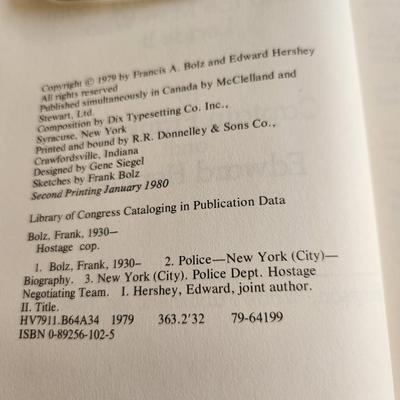 Copyright © 1979 by Francis A. Bolz and Edward Hershey
All rights reserved
Published simultaneously in Canada by McClelland and
Stewart, Ltd.
Composition by Dix Typesetting Co. Inc.,
Syracuse, New York
Printed and bound by R.R. Donnelley & Sons Co.,
Crawfordsville, Indiana
Designed by Gene Siegel
Sketches by Frank Bolz
Second Printing January 1980
Library of Congress Cataloging in Publication Data
Bolz, Frank, 1930–
Hostage cop.
1. Bolz, Frank, 1930– 2. Police—New York (City)—
Biography. 3. New York (City). Police Dept. Hostage
Negotiating Team. I. Hershey, Edward, joint author.
II. Title.
HV7911.B64A34 1979 363.2'32 79-64199
ISBN 0-89256-102-5